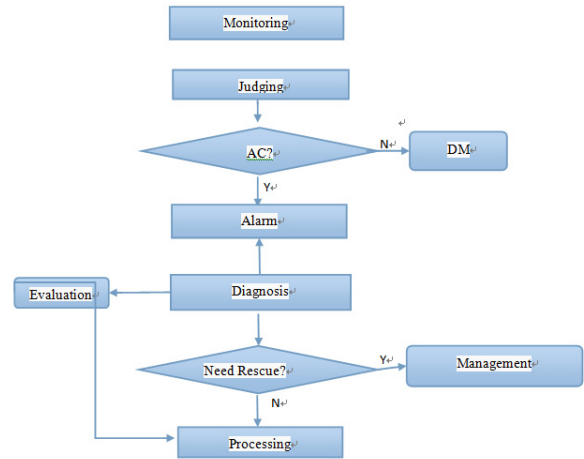 Monitoring
Judging
AC?
N
DM
Y
Alarm
Evaluation
Diagnosis
Need Rescue?
Y
Management
N
Processing